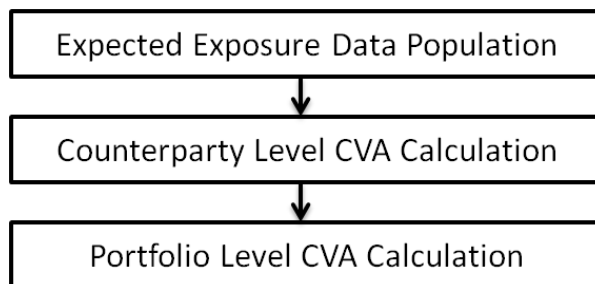 Expected Exposure Data Population
Counterparty Level CVA Calculation
Portfolio Level CVA Calculation